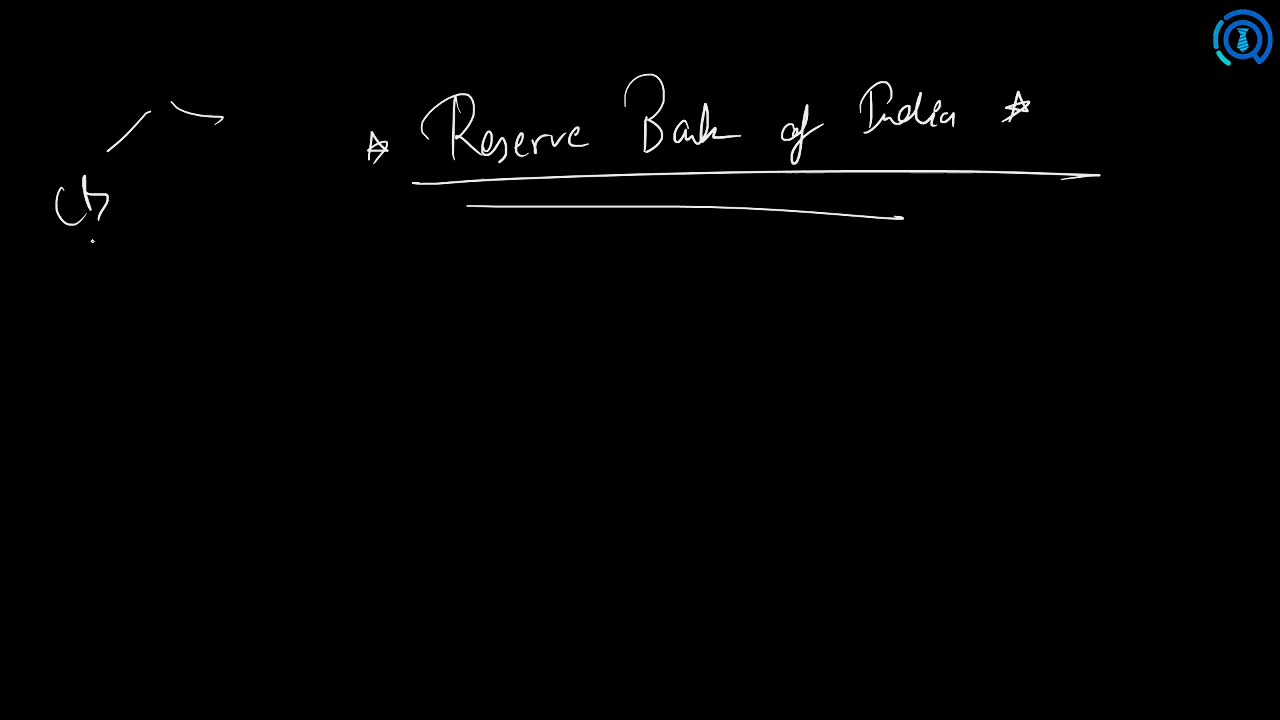 ☆ Reserve Bank of India ☆